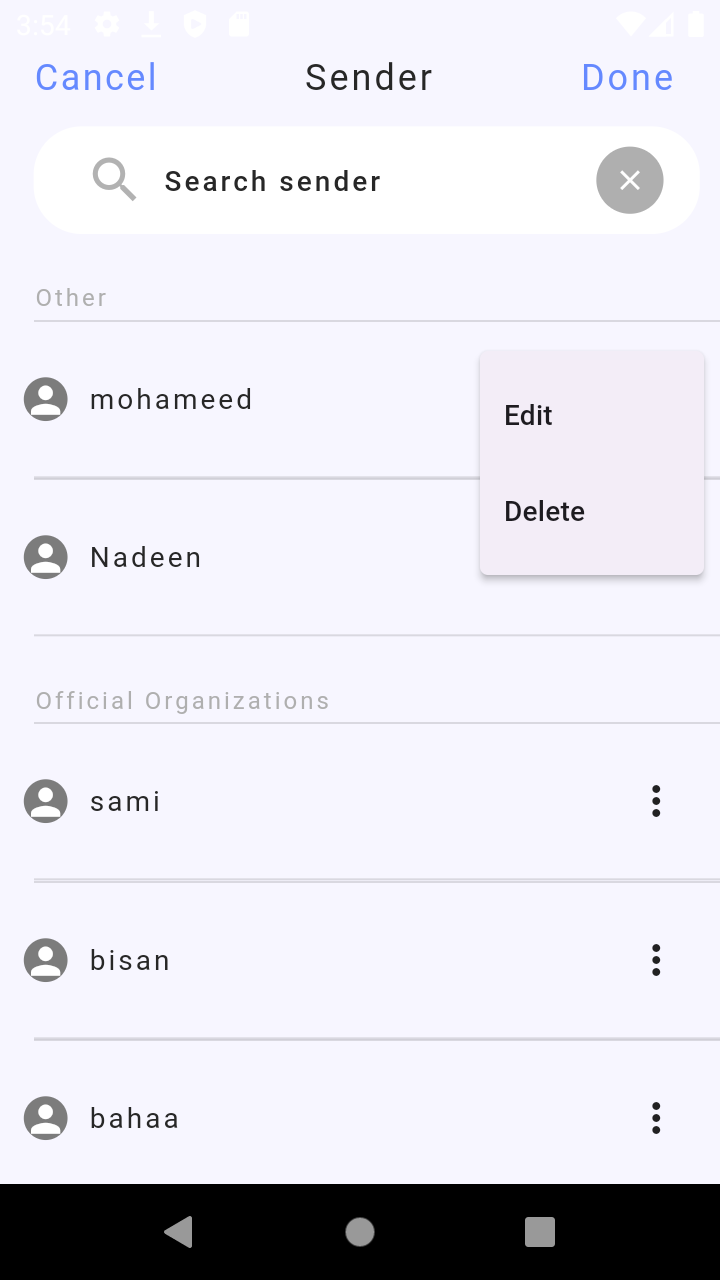 3:54
Cancel Sender Done
Search sender
Other
mohameed
Edit
Delete
Nadeen
Official Organizations
sami
bisan
bahaa